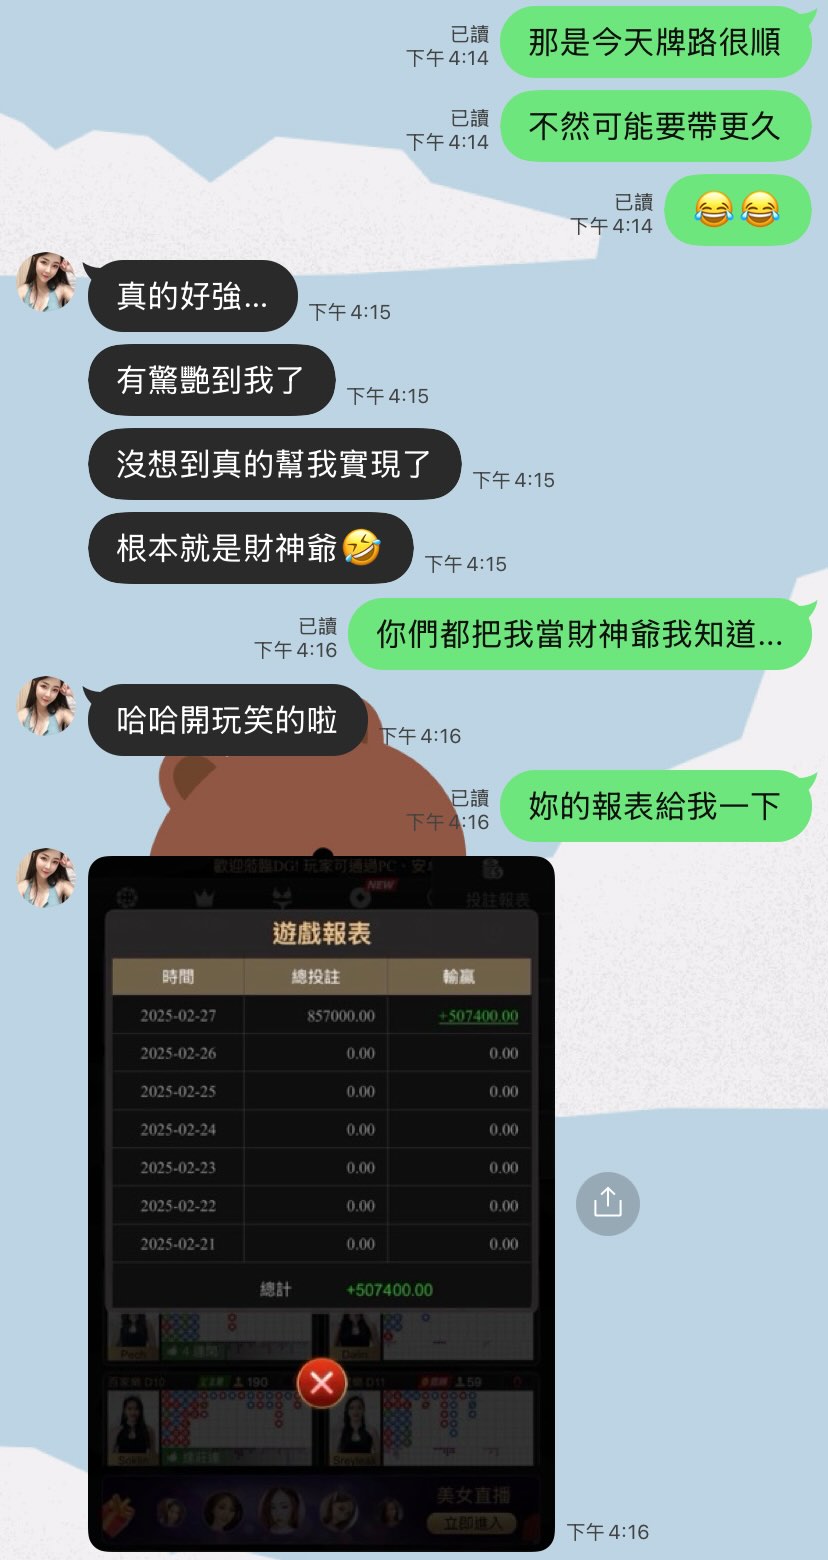 已讀
下午 4:14
那是今天牌路很順
已讀
下午 4:14
不然可能要帶更久
已讀
下午 4:14
😂😂
真的好強...
下午 4:15
有驚艷到我了
下午 4:15
沒想到真的幫我實現了
下午 4:15
根本就是財神爺🤣
下午 4:15
已讀
下午 4:16
你們都把我當財神爺我知道...
哈哈開玩笑的啦
下午 4:16
已讀
下午 4:16
妳的報表給我一下
歡迎蒞臨DG! 玩家可通過PC、安
NEW
投註報表
遊戲報表
時間 總投註 輸贏
2025-02-27 857000.00 +507400.00
2025-02-26 0.00 0.00
2025-02-25 0.00 0.00
2025-02-24 0.00 0.00
2025-02-23 0.00 0.00
2025-02-22 0.00 0.00
2025-02-21 0.00 0.00
總計 +507400.00
Pech
4 連閑
百家樂 D10 190
D11 59
美女直播
立即進入
下午 4:16